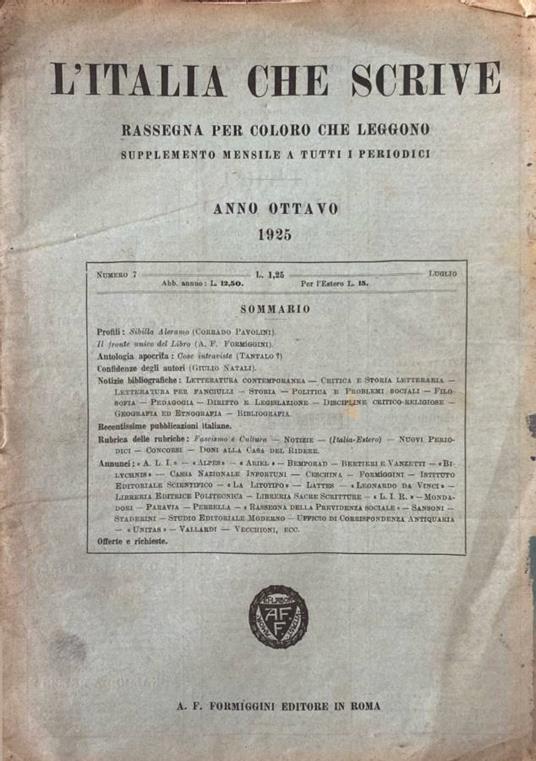 L'ITALIA CHE SCRIVE
RASSEGNA PER COLORO CHE LEGGONO
SUPPLEMENTO MENSILE A TUTTI I PERIODICI
ANNO OTTAVO
1925
NUMERO 7 L. 1,25 LUGLIO
Abb. annuo: L. 12,50. Per l'Estero L. 15.
SOMMARIO
Profili: Sibilla Aleramo (CORRADO PAVOLINI).
Il fronte unico del Libro (A. F. FORMÍGGINI).
Antologia apocrifa: Cose intraviste (TANTALO?)
Confidenze degli autori (GIULIO NATALI).
Notizie bibliografiche: LETTERATURA CONTEMPORANEA — CRITICA E STORIA LETTERARIA —
LETTERATURA PER FANCIULLI — STORIA — POLITICA E PROBLEMI SOCIALI — FILO-
SOFIA — PEDAGOGIA — DIRITTO E LEGISLAZIONE — DISCIPLINE CRITICO-RELIGIOSE —
GEOGRAFIA ED ETNOGRAFIA — BIBLIOGRAFIA.
Recentissime pubblicazioni italiane.
Rubrica delle rubriche: Fascismo e Cultura — NOTIZIE — (Italia-Estero) — NUOVI PERIO-
DICI — CONCORSI — DONI ALLA CASA DEL RIDERE.
Annunci: « A. L. I. » — « ALPES » — « ARIEL » — BEMPORAD — BERTIERI E VANZETTI — « BI-
LYCHNIS » — CASSA NAZIONALE INFORTUNI — CESCHINA — FORMÍGGINI — ISTITUTO
EDITORIALE SCIENTIFICO — « LA LITOTIPO » — LATTES — « LEONARDO DA VINCI » —
LIBRERIA EDITRICE POLITECNICA — LIBRERIA SACRE SCRITTURE — « L. I. R. » — MONDA-
DORI — PARAVIA — PERRELLA — « RASSEGNA DELLA PREVIDENZA SOCIALE » — SANSONI —
STADERINI — STUDIO EDITORIALE MODERNO — UFFICIO DI CORRISPONDENZA ANTIQUARIA
— « UNITAS » — VALLARDI — VECCHIONI, ECC.
Offerte e richieste.
A F
F
A. F. FORMÍGGINI EDITORE IN ROMA